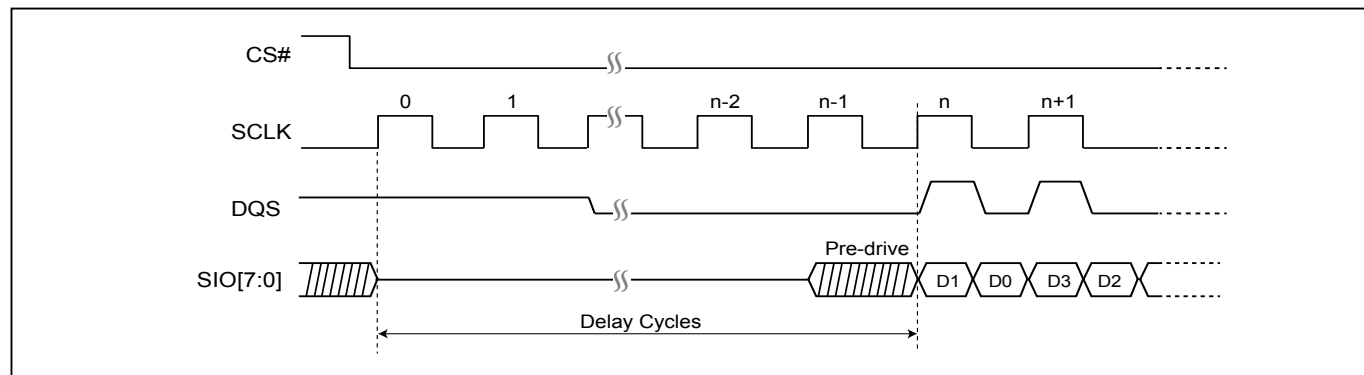 CS#
0 1 n-2 n-1 n n+1
SCLK
DQS
Pre-drive
SIO[7:0]
D1 D0 D3 D2
Delay Cycles